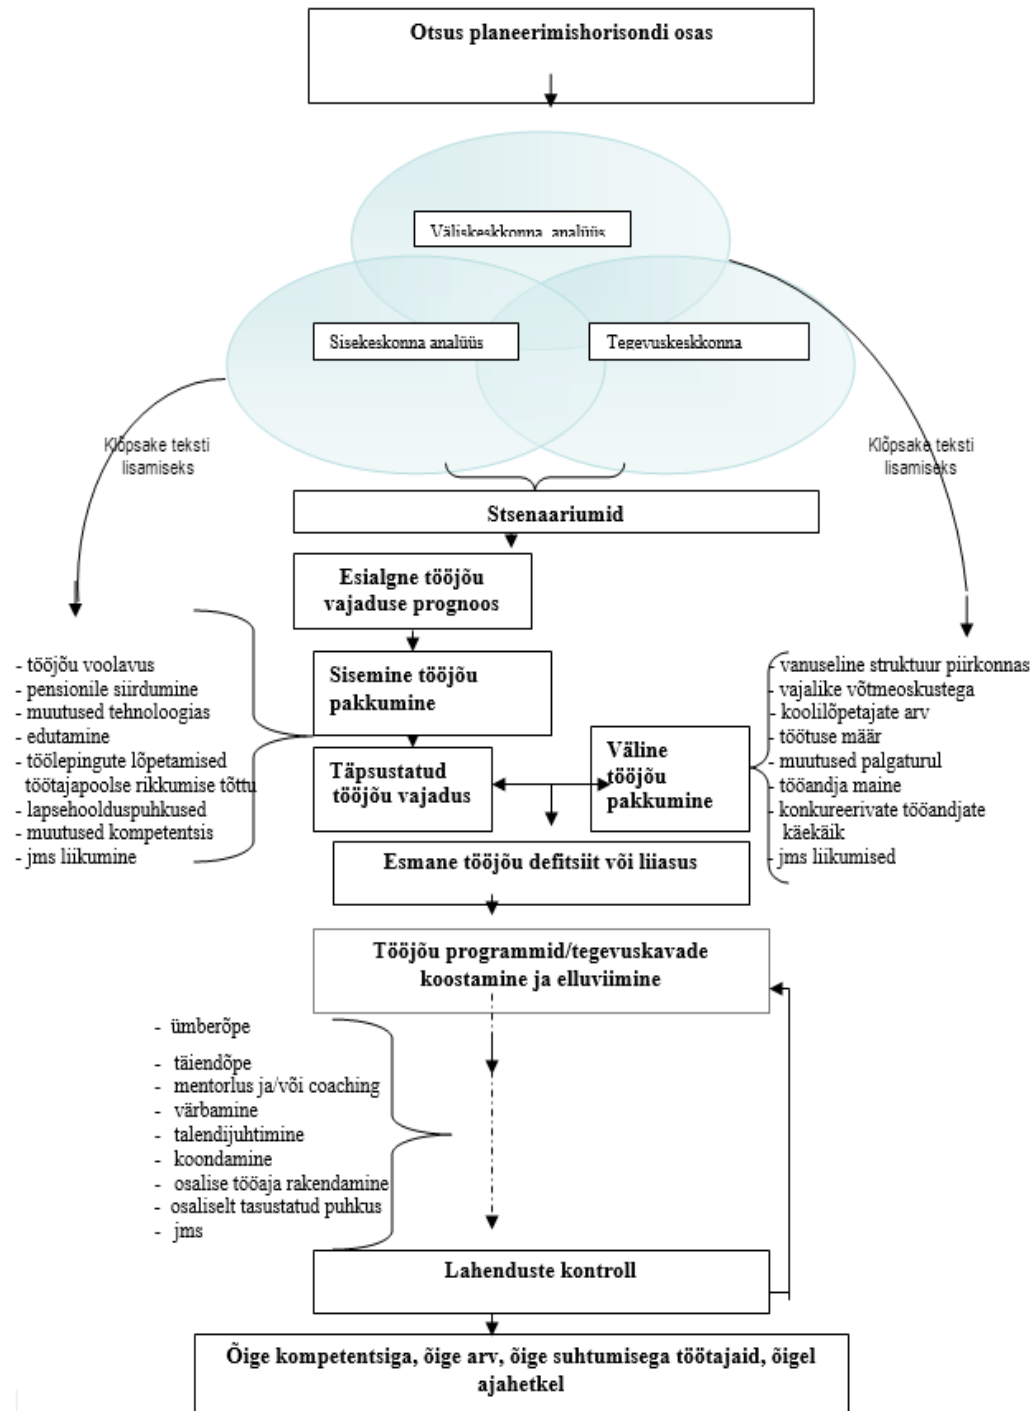 Otsus planeerimishorisondi osas
Väliskeskkonna analüüs
Sisekeskonna analüüs
Tegevuskeskkonna
Klõpsake teksti
lisamiseks
Klõpsake teksti
lisamiseks
Stsenaariumid
Esialgne tööjõu
vajaduse prognoos
Sisemine tööjõu
pakkumine
- tööjõu voolavus
- pensionile siirdumine
- muutused tehnoloogias
- edutamine
- töölepingute lõpetamised
töötajapoolse rikkumise tõttu
- lapsehoolduspuhkused
- muutused kompetentsis
- jms liikumine
Täpsustatud
tööjõu vajadus
Väline
tööjõu
pakkumine
- vanuseline struktuur piirkonnas
- vajalike võtmeoskustega
- koolilõpetajate arv
- töötuse määr
- muutused palgaturul
- tööandja maine
- konkureerivate tööandjate
käekäik
- jms liikumised
Esmane tööjõu defitsiit või liiasus
Tööjõu programmid/tegevuskavade
koostamine ja elluviimine
- ümberõpe
- täiendõpe
- mentorlus ja/või coaching
- värbamine
- talendijuhtimine
- koondamine
- osalise tööaja rakendamine
- osaliselt tasustatud puhkus
- jms
Lahenduste kontroll
Õige kompetentsiga, õige arv, õige suhtumisega töötajaid, õigel
ajahetkel